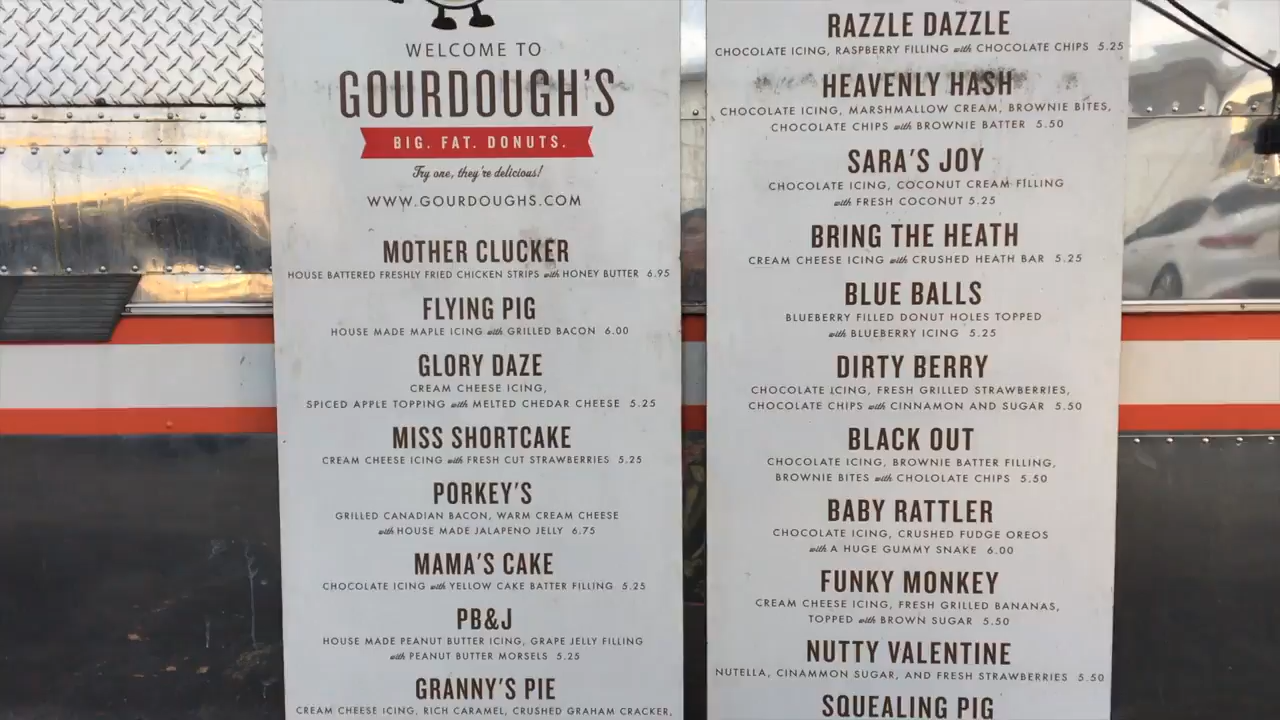 WELCOME TO
GOURDOUGH'S
BIG. FAT. DONUTS.
Try one, they're delicious!
WWW.GOURDOUGHS.COM
MOTHER CLUCKER
HOUSE BATTERED FRESHLY FRIED CHICKEN STRIPS with HONEY BUTTER 6.95
FLYING PIG
HOUSE MADE MAPLE ICING with GRILLED BACON 6.00
GLORY DAZE
CREAM CHEESE ICING,
SPICED APPLE TOPPING with MELTED CHEDAR CHEESE 5.25
MISS SHORTCAKE
CREAM CHEESE ICING with FRESH CUT STRAWBERRIES 5.25
PORKEY'S
GRILLED CANADIAN BACON, WARM CREAM CHEESE
with HOUSE MADE JALAPENO JELLY 6.75
MAMA'S CAKE
CHOCOLATE ICING with YELLOW CAKE BATTER FILLING 5.25
PB&J
HOUSE MADE PEANUT BUTTER ICING, GRAPE JELLY FILLING
with PEANUT BUTTER MORSELS 5.25
GRANNY'S PIE
CREAM CHEESE ICING, RICH CARAMEL, CRUSHED GRAHAM CRACKER,
RAZZLE DAZZLE
CHOCOLATE ICING, RASPBERRY FILLING with CHOCOLATE CHIPS 5.25
HEAVENLY HASH
CHOCOLATE ICING, MARSHMALLOW CREAM, BROWNIE BITES,
CHOCOLATE CHIPS with BROWNIE BATTER 5.50
SARA'S JOY
CHOCOLATE ICING, COCONUT CREAM FILLING
with FRESH COCONUT 5.25
BRING THE HEATH
CREAM CHEESE ICING with CRUSHED HEATH BAR 5.25
BLUE BALLS
BLUEBERRY FILLED DONUT HOLES TOPPED
with BLUEBERRY ICING 5.25
DIRTY BERRY
CHOCOLATE ICING, FRESH GRILLED STRAWBERRIES,
CHOCOLATE CHIPS with CINNAMON AND SUGAR 5.50
BLACK OUT
CHOCOLATE ICING, BROWNIE BATTER FILLING,
BROWNIE BITES with CHOLOLATE CHIPS 5.50
BABY RATTLER
CHOCOLATE ICING, CRUSHED FUDGE OREOS
with A HUGE GUMMY SNAKE 6.00
FUNKY MONKEY
CREAM CHEESE ICING, FRESH GRILLED BANANAS,
TOPPED with BROWN SUGAR 5.50
NUTTY VALENTINE
NUTELLA, CINAMMON SUGAR, AND FRESH STRAWBERRIES 5.50
SQUEALING PIG